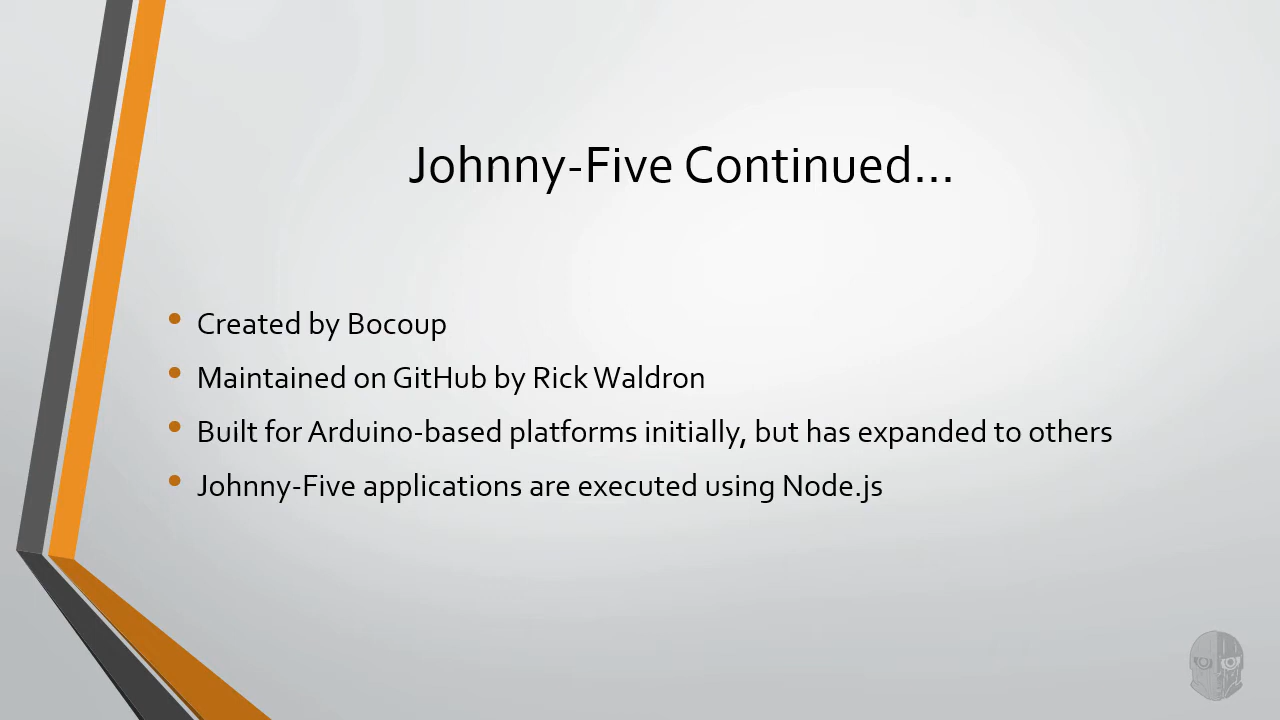 Johnny-Five Continued...
Created by Bocoup
Maintained on GitHub by Rick Waldron
Built for Arduino-based platforms initially, but has expanded to others
Johnny-Five applications are executed using Node.js